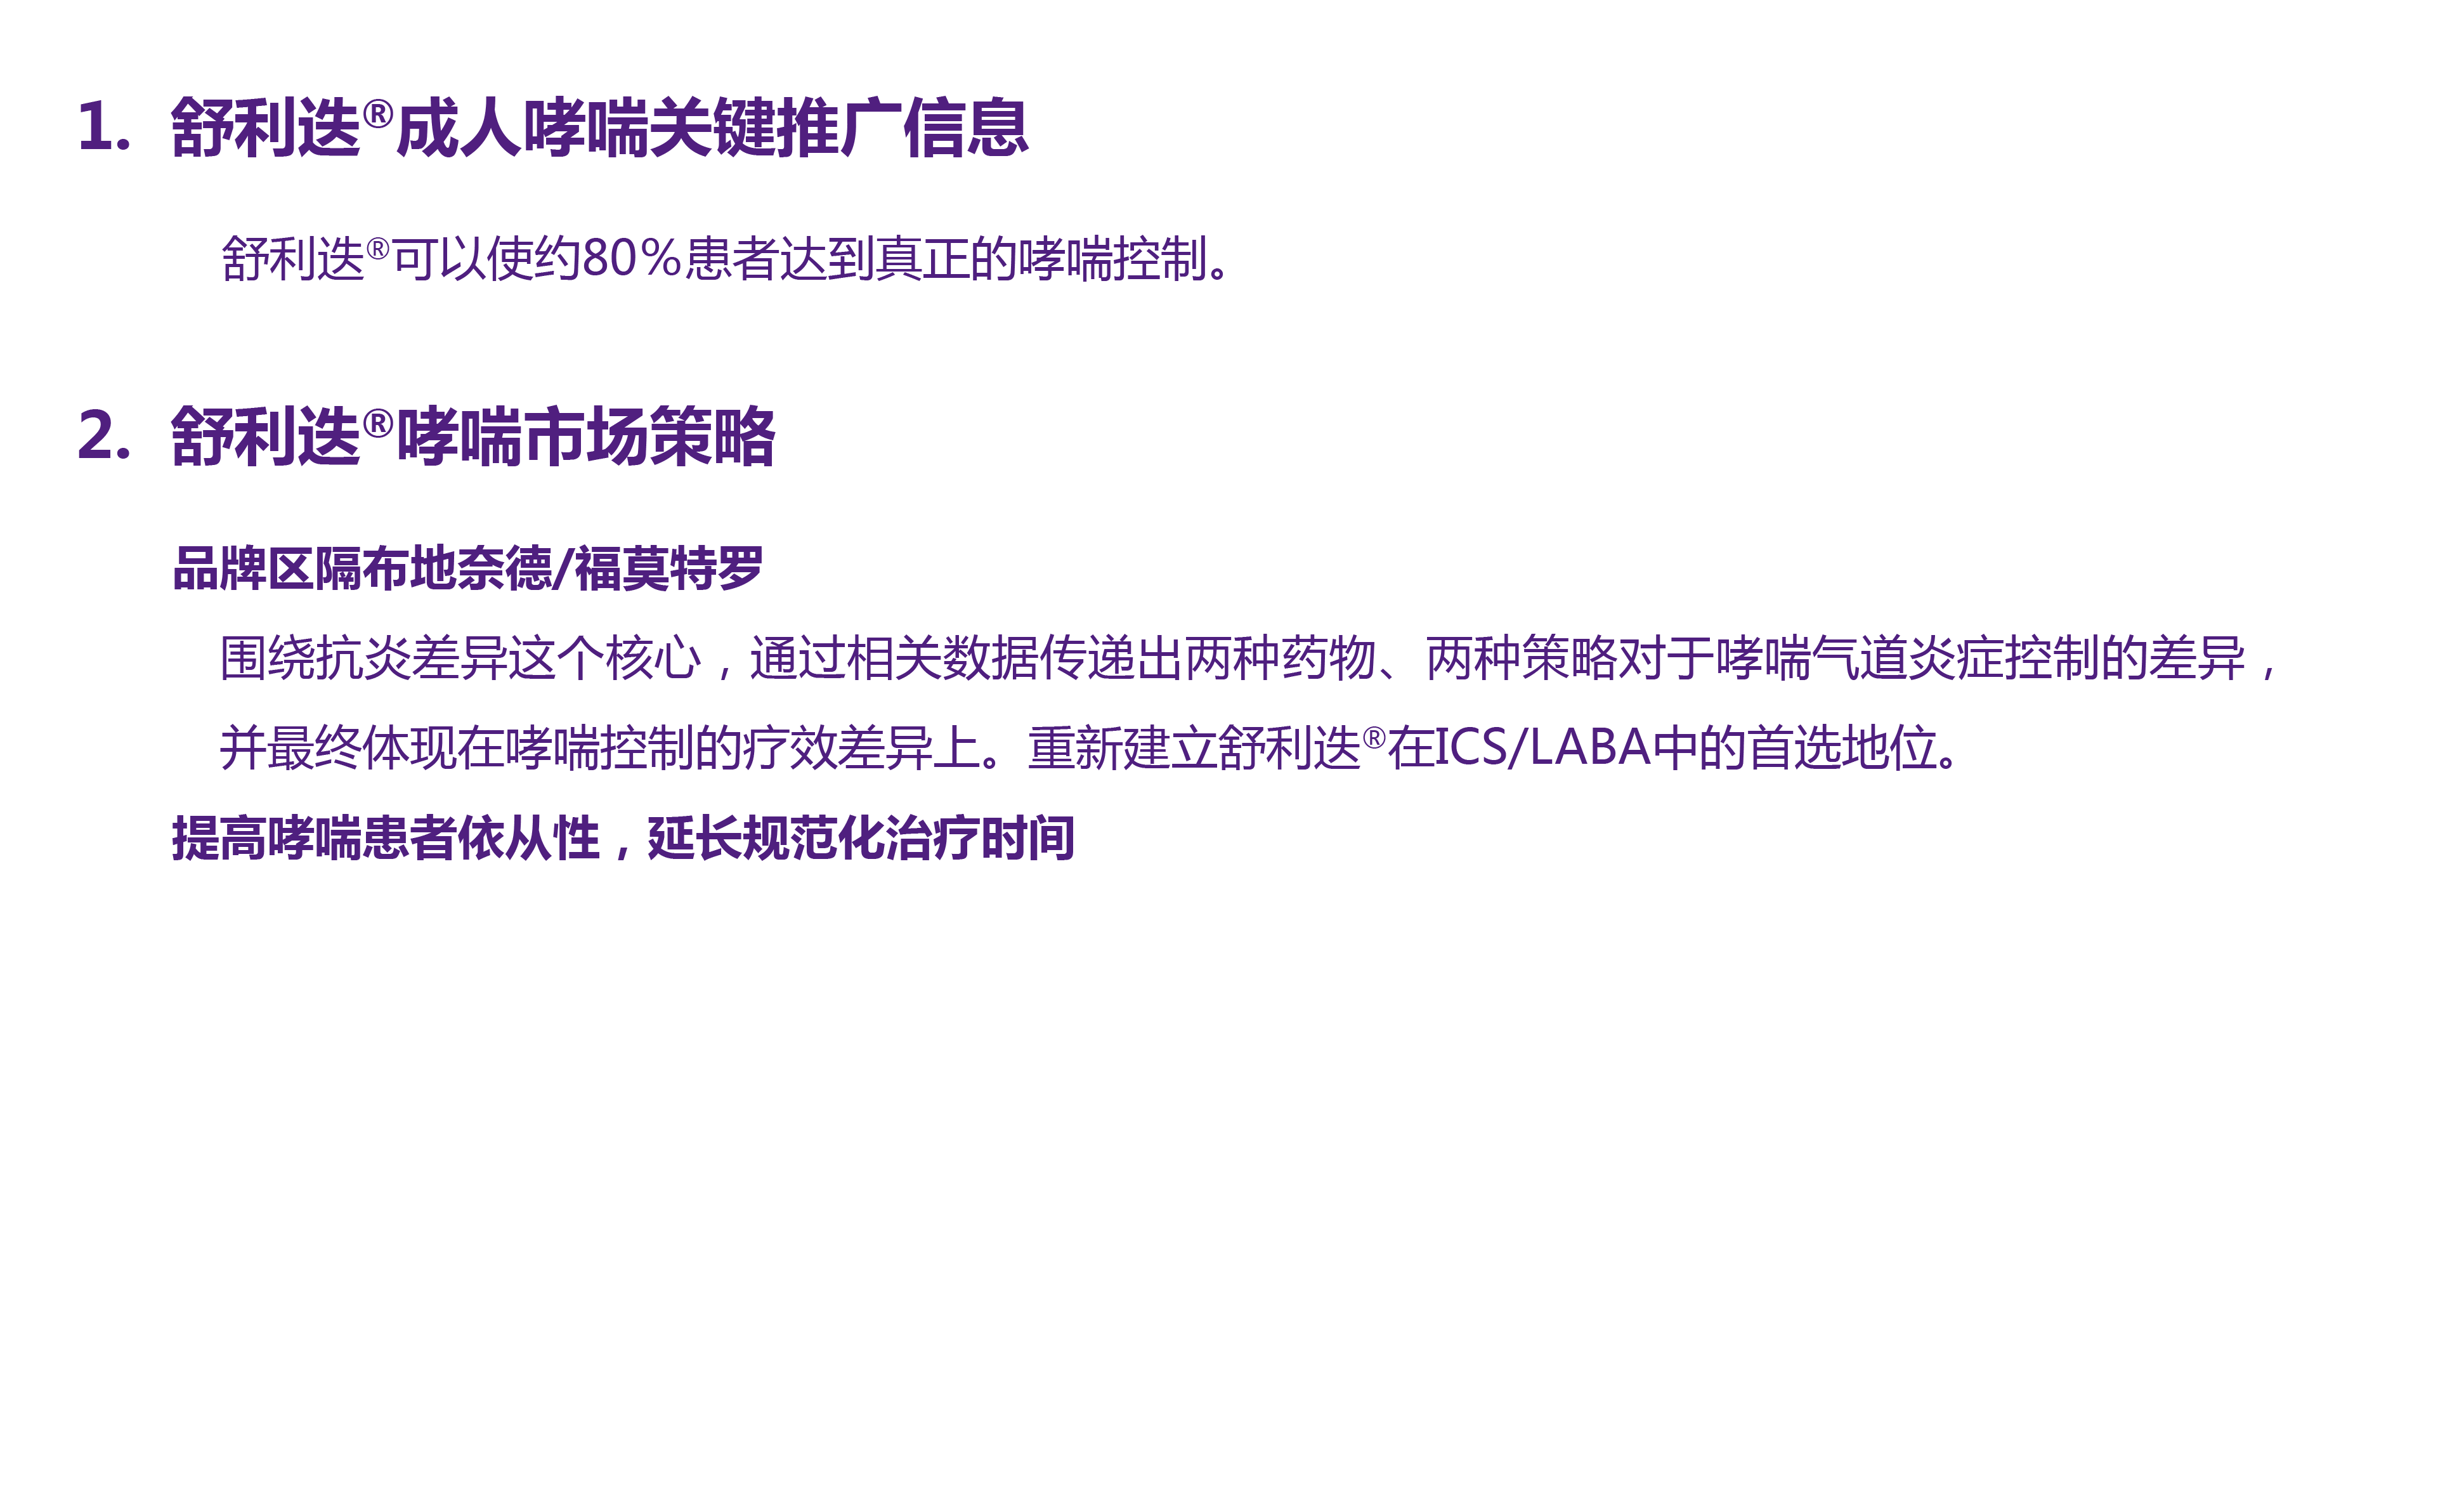 1. 舒利迭®成人哮喘关键推广信息
舒利迭®可以使约80%患者达到真正的哮喘控制。
2. 舒利迭®哮喘市场策略
品牌区隔布地奈德/福莫特罗
围绕抗炎差异这个核心，通过相关数据传递出两种药物、两种策略对于哮喘气道炎症控制的差异，
并最终体现在哮喘控制的疗效差异上。重新建立舒利迭®在ICS/LABA中的首选地位。
提高哮喘患者依从性，延长规范化治疗时间